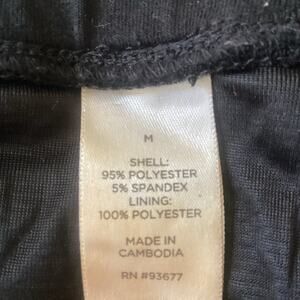 M
SHELL:
95% POLYESTER
5% SPANDEX
LINING:
100% POLYESTER
MADE IN
CAMBODIA
RN #93677